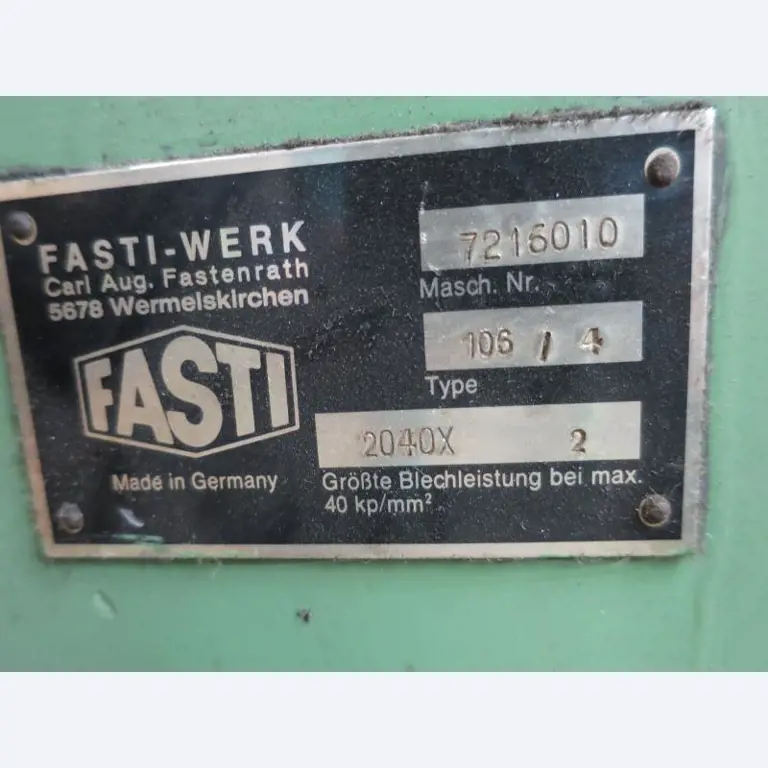 FASTI-WERK
Carl Aug. Fastenrath
5678 Wermelskirchen
FASTI
Made in Germany
7216010
Masch. Nr.
106 / 4
Type
2040X 2
Größte Blechleistung bei max.
40 kp/mm²